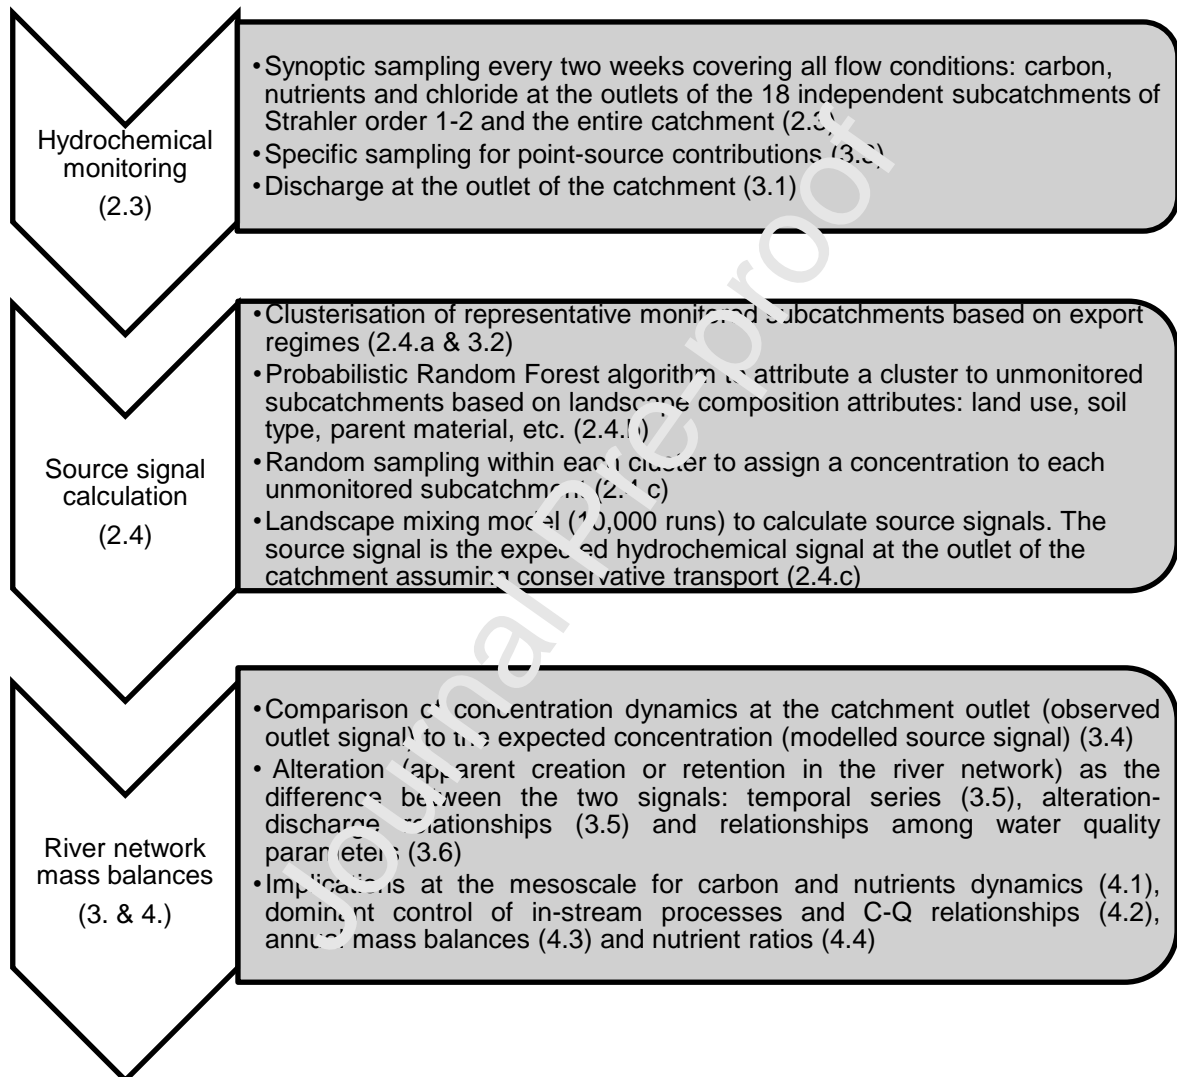 Hydrochemical
monitoring
(2.3)
•Synoptic sampling every two weeks covering all flow conditions: carbon,
nutrients and chloride at the outlets of the 18 independent subcatchments of
Strahler order 1-2 and the entire catchment (2.3)
•Specific sampling for point-source contributions
•Discharge at the outlet of the catchment (3.1)
Source signal
calculation
(2.4)
•Clusterisation of representative monitored subcatchments based on export
regimes (2.4.a & 3.2)
•Probabilistic Random Forest algorithm to attribute a cluster to unmonitored
subcatchments based on landscape composition attributes: land use, soil
type, parent material, etc. (2.4.b)
•Random sampling within each cluster to assign a concentration to each
unmonitored subcatchment (2.4.c)
•Landscape mixing model (10,000 runs) to calculate source signals. The
source signal is the expected hydrochemical signal at the outlet of the
catchment assuming conservative transport (2.4.c)
River network
mass balances
(3. & 4.)
•Comparison of concentration dynamics at the catchment outlet (observed
outlet signal) to the expected concentration (modelled source signal) (3.4)
• Alteration (apparent creation or retention in the river network) as the
difference between the two signals: temporal series (3.5), alteration-
discharge relationships (3.5) and relationships among water quality
parameters (3.6)
•Implications at the mesoscale for carbon and nutrients dynamics (4.1),
dominant control of in-stream processes and C-Q relationships (4.2),
annual mass balances (4.3) and nutrient ratios (4.4)
Journal Pre-proof